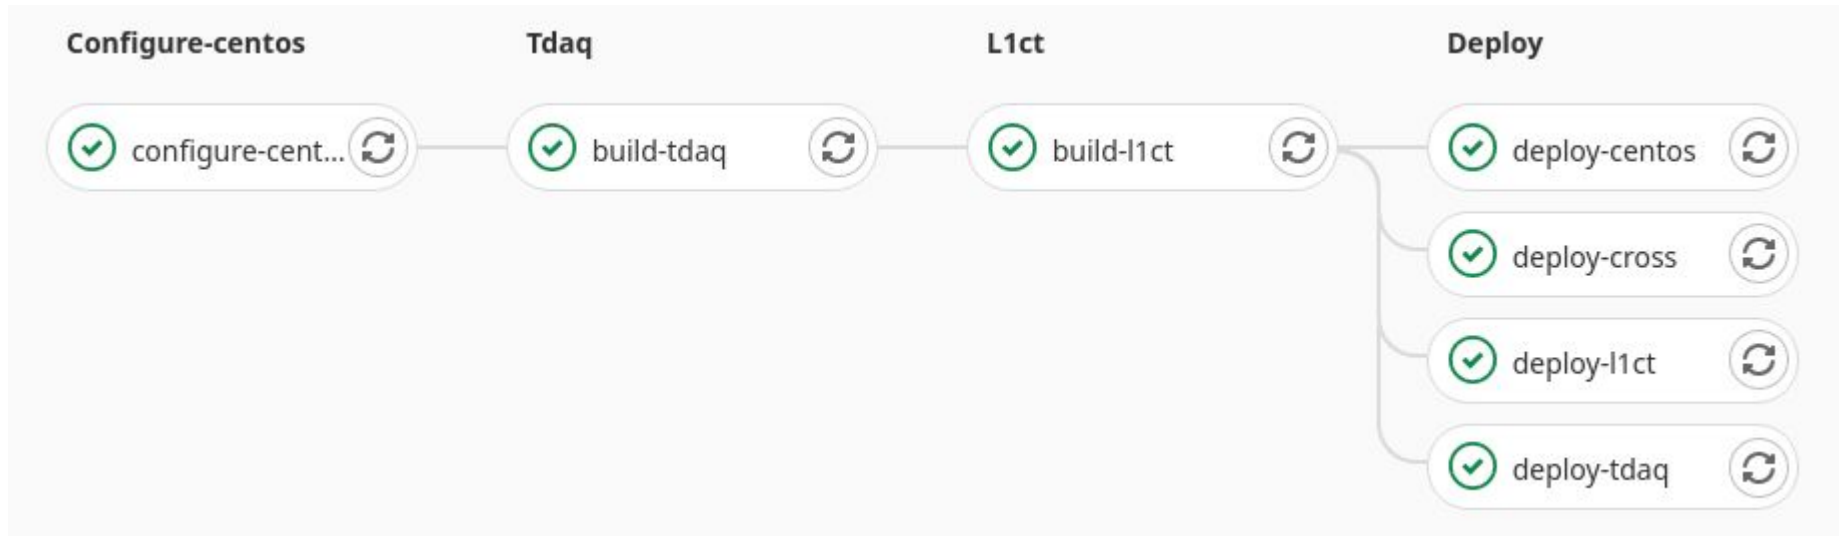 Configure-centos
Tdaq
L1ct
Deploy
configure-cent...
build-tdaq
build-l1ct
deploy-centos
deploy-cross
deploy-l1ct
deploy-tdaq